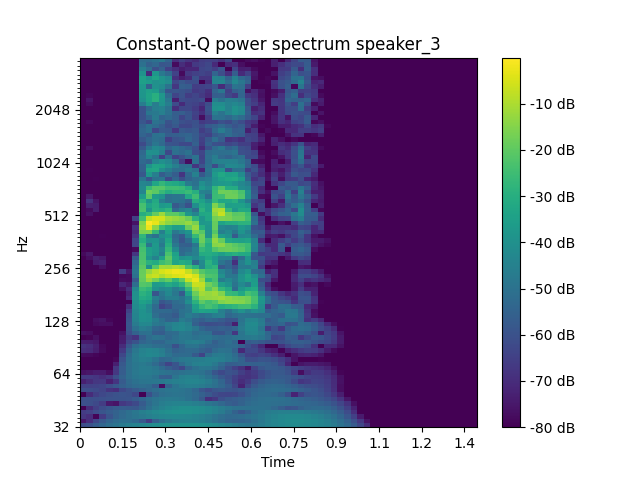 Constant-Q power spectrum speaker_3
Hz
2048
1024
512
256
128
64
32
0 0.15 0.3 0.45 0.6 0.75 0.9 1.1 1.2 1.4
Time
-10 dB
-20 dB
-30 dB
-40 dB
-50 dB
-60 dB
-70 dB
-80 dB